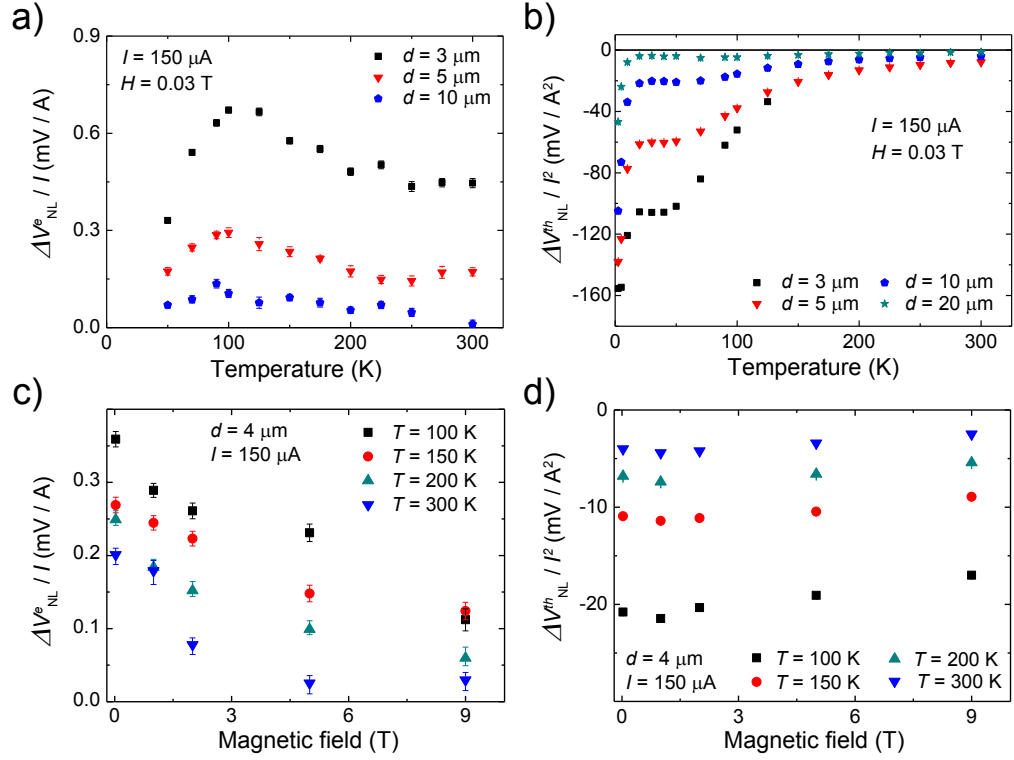 a)
I = 150 µA
H = 0.03 T
d = 3 µm
d = 5 µm
d = 10 µm
0.9
0.6
0.3
0.0
ΔV^e_NL / I (mV / A)
0
100
200
300
Temperature (K)
b)
0
-40
-80
-120
-160
ΔV^th_NL / I² (mV / A²)
I = 150 µA
H = 0.03 T
d = 3 µm
d = 10 µm
d = 5 µm
d = 20 µm
0
100
200
300
Temperature (K)
c)
d = 4 µm
I = 150 µA
T = 100 K
T = 150 K
T = 200 K
T = 300 K
0.3
0.2
0.1
0.0
ΔV^e_NL / I (mV / A)
0
3
6
9
Magnetic field (T)
d)
0
-10
-20
-30
ΔV^th_NL / I² (mV / A²)
d = 4 µm
I = 150 µA
T = 100 K
T = 200 K
T = 150 K
T = 300 K
0
3
6
9
Magnetic field (T)